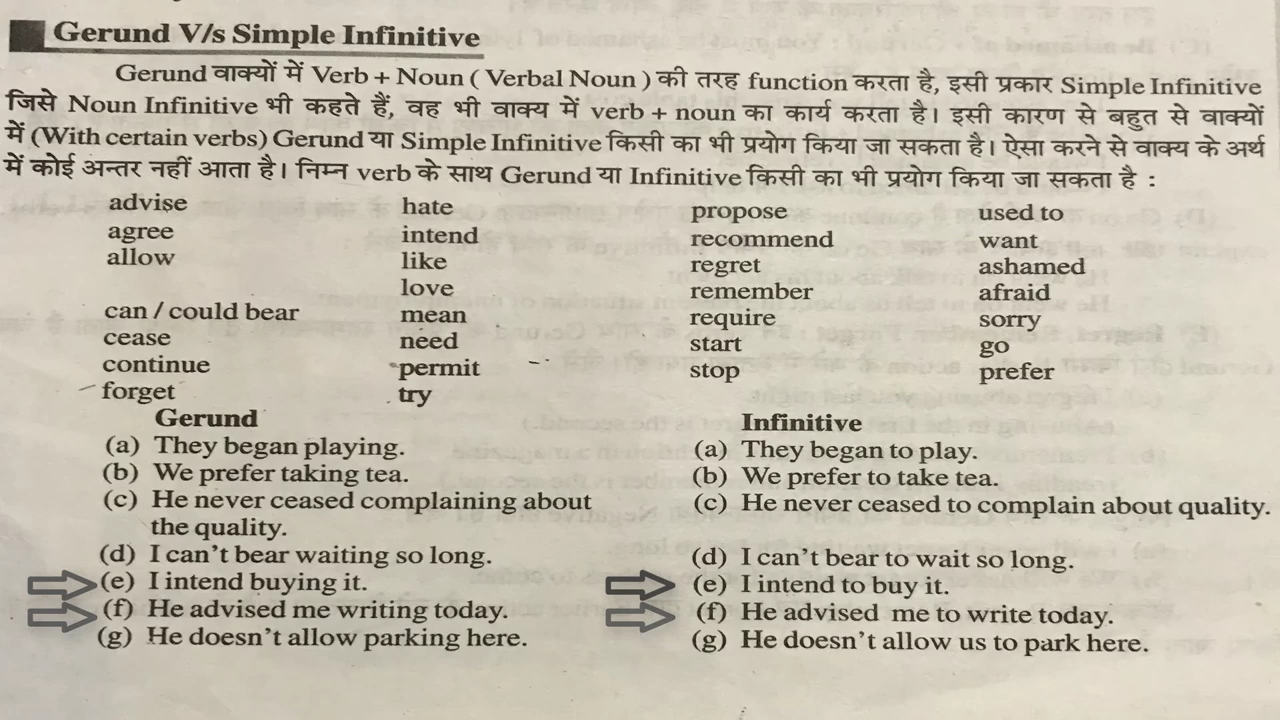 Gerund V/s Simple Infinitive
Gerund वाक्यों में Verb + Noun ( Verbal Noun ) की तरह function करता है, इसी प्रकार Simple Infinitive
जिसे Noun Infinitive भी कहते हैं, वह भी वाक्य में verb + noun का कार्य करता है। इसी कारण से बहुत से वाक्यों
में (With certain verbs) Gerund या Simple Infinitive किसी का भी प्रयोग किया जा सकता है। ऐसा करने से वाक्य के अर्थ
में कोई अन्तर नहीं आता है। निम्न verb के साथ Gerund या Infinitive किसी का भी प्रयोग किया जा सकता है :
advise hate propose used to
agree intend recommend want
allow like regret ashamed
love remember afraid
can / could bear mean require sorry
cease need start go
continue permit stop prefer
forget try
Gerund Infinitive
(a) They began playing. (a) They began to play.
(b) We prefer taking tea. (b) We prefer to take tea.
(c) He never ceased complaining about (c) He never ceased to complain about quality.
the quality.
(d) I can't bear waiting so long. (d) I can't bear to wait so long.
(e) I intend buying it. (e) I intend to buy it.
(f) He advised me writing today. (f) He advised me to write today.
(g) He doesn't allow parking here. (g) He doesn't allow us to park here.